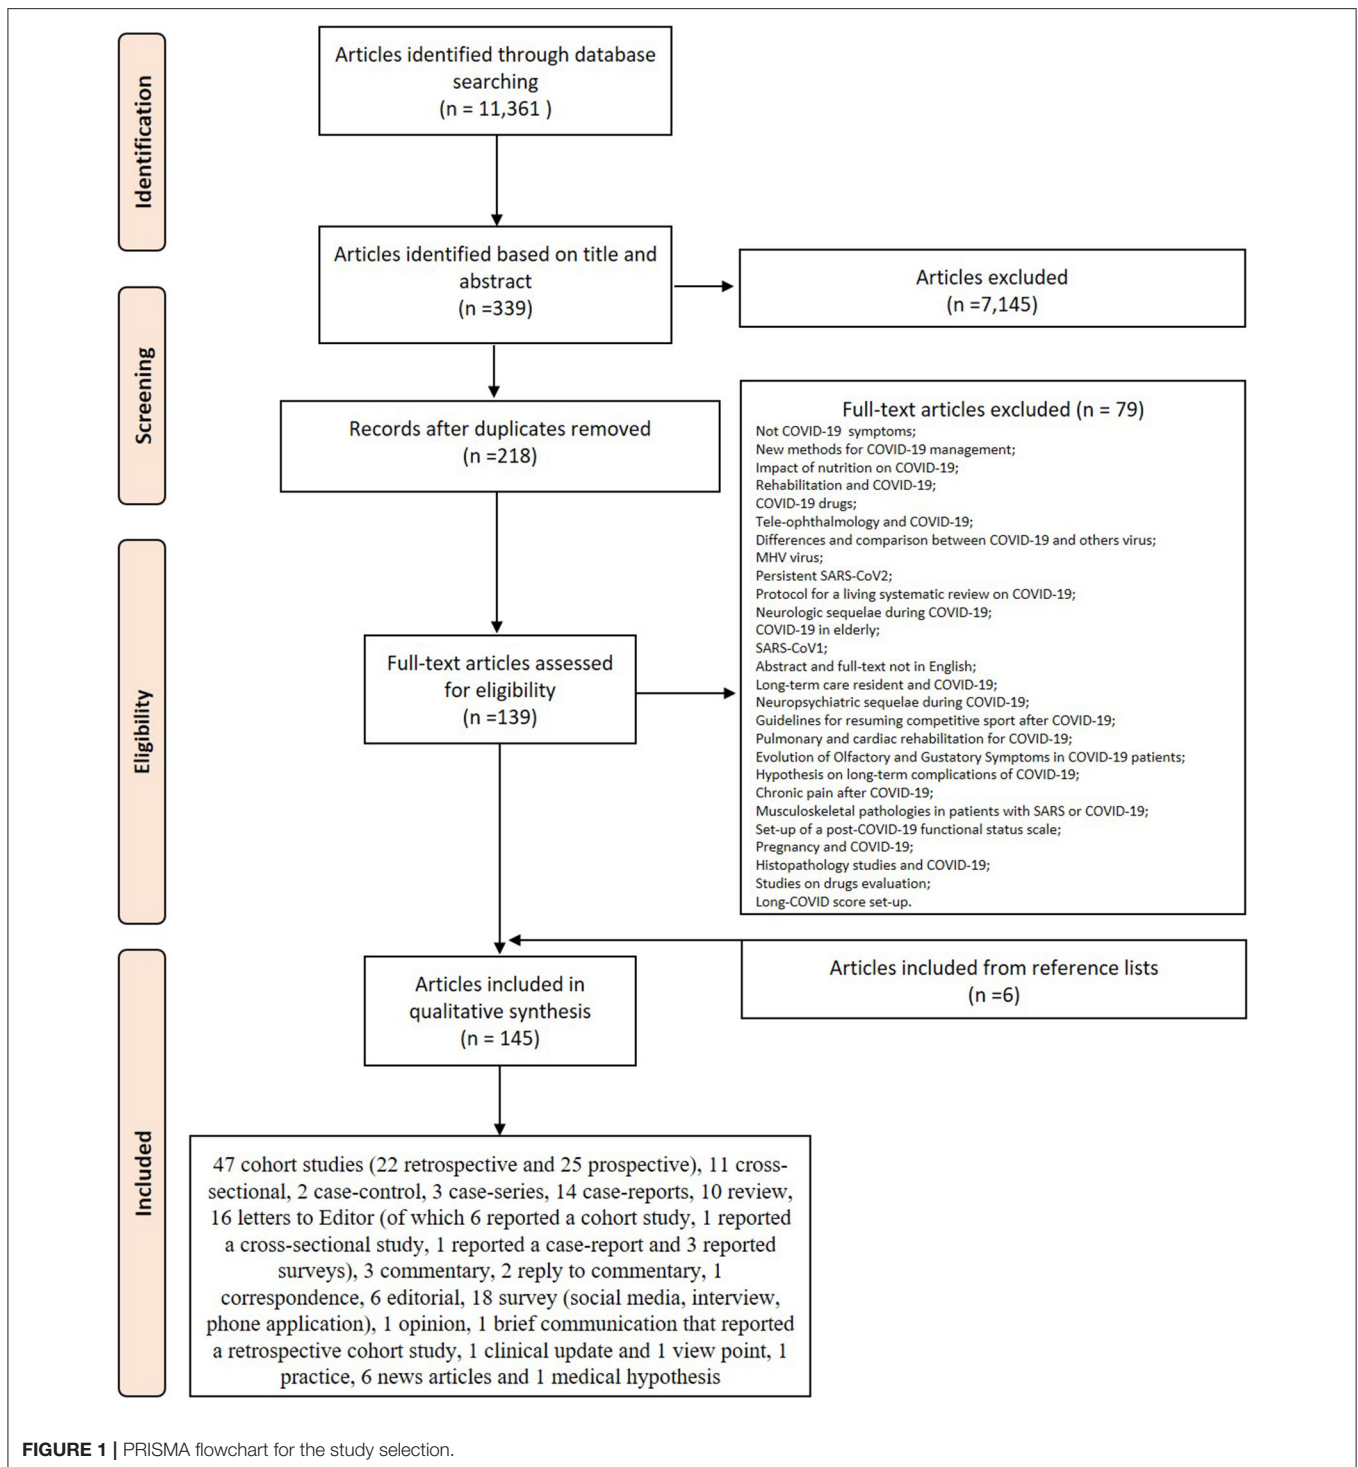 Identification
Articles identified through database
searching
(n = 11,361 )
Articles identified based on title and
abstract
(n =339)
Articles excluded
(n =7,145)
Screening
Records after duplicates removed
(n =218)
Full-text articles excluded (n = 79)
Not COVID-19 symptoms;
New methods for COVID-19 management;
Impact of nutrition on COVID-19;
Rehabilitation and COVID-19;
COVID-19 drugs;
Tele-ophthalmology and COVID-19;
Differences and comparison between COVID-19 and others virus;
MHV virus;
Persistent SARS-CoV2;
Protocol for a living systematic review on COVID-19;
Neurologic sequelae during COVID-19;
COVID-19 in elderly;
SARS-CoV1;
Abstract and full-text not in English;
Long-term care resident and COVID-19;
Neuropsychiatric sequelae during COVID-19;
Guidelines for resuming competitive sport after COVID-19;
Pulmonary and cardiac rehabilitation for COVID-19;
Evolution of Olfactory and Gustatory Symptoms in COVID-19 patients;
Hypothesis on long-term complications of COVID-19;
Chronic pain after COVID-19;
Musculoskeletal pathologies in patients with SARS or COVID-19;
Set-up of a post-COVID-19 functional status scale;
Pregnancy and COVID-19;
Histopathology studies and COVID-19;
Studies on drugs evaluation;
Long-COVID score set-up.
Eligibility
Full-text articles assessed
for eligibility
(n =139)
Articles included from reference lists
(n =6)
Included
Articles included in
qualitative synthesis
(n = 145)
47 cohort studies (22 retrospective and 25 prospective), 11 cross-
sectional, 2 case-control, 3 case-series, 14 case-reports, 10 review,
16 letters to Editor (of which 6 reported a cohort study, 1 reported
a cross-sectional study, 1 reported a case-report and 3 reported
surveys), 3 commentary, 2 reply to commentary, 1
correspondence, 6 editorial, 18 survey (social media, interview,
phone application), 1 opinion, 1 brief communication that reported
a retrospective cohort study, 1 clinical update and 1 view point, 1
practice, 6 news articles and 1 medical hypothesis
FIGURE 1 | PRISMA flowchart for the study selection.